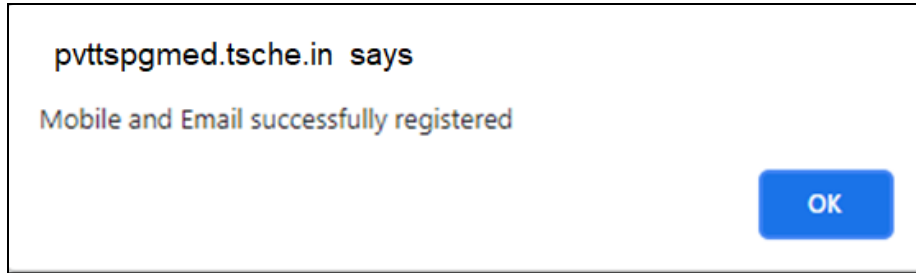 pvttspgmed.tsche.in says
Mobile and Email successfully registered
OK